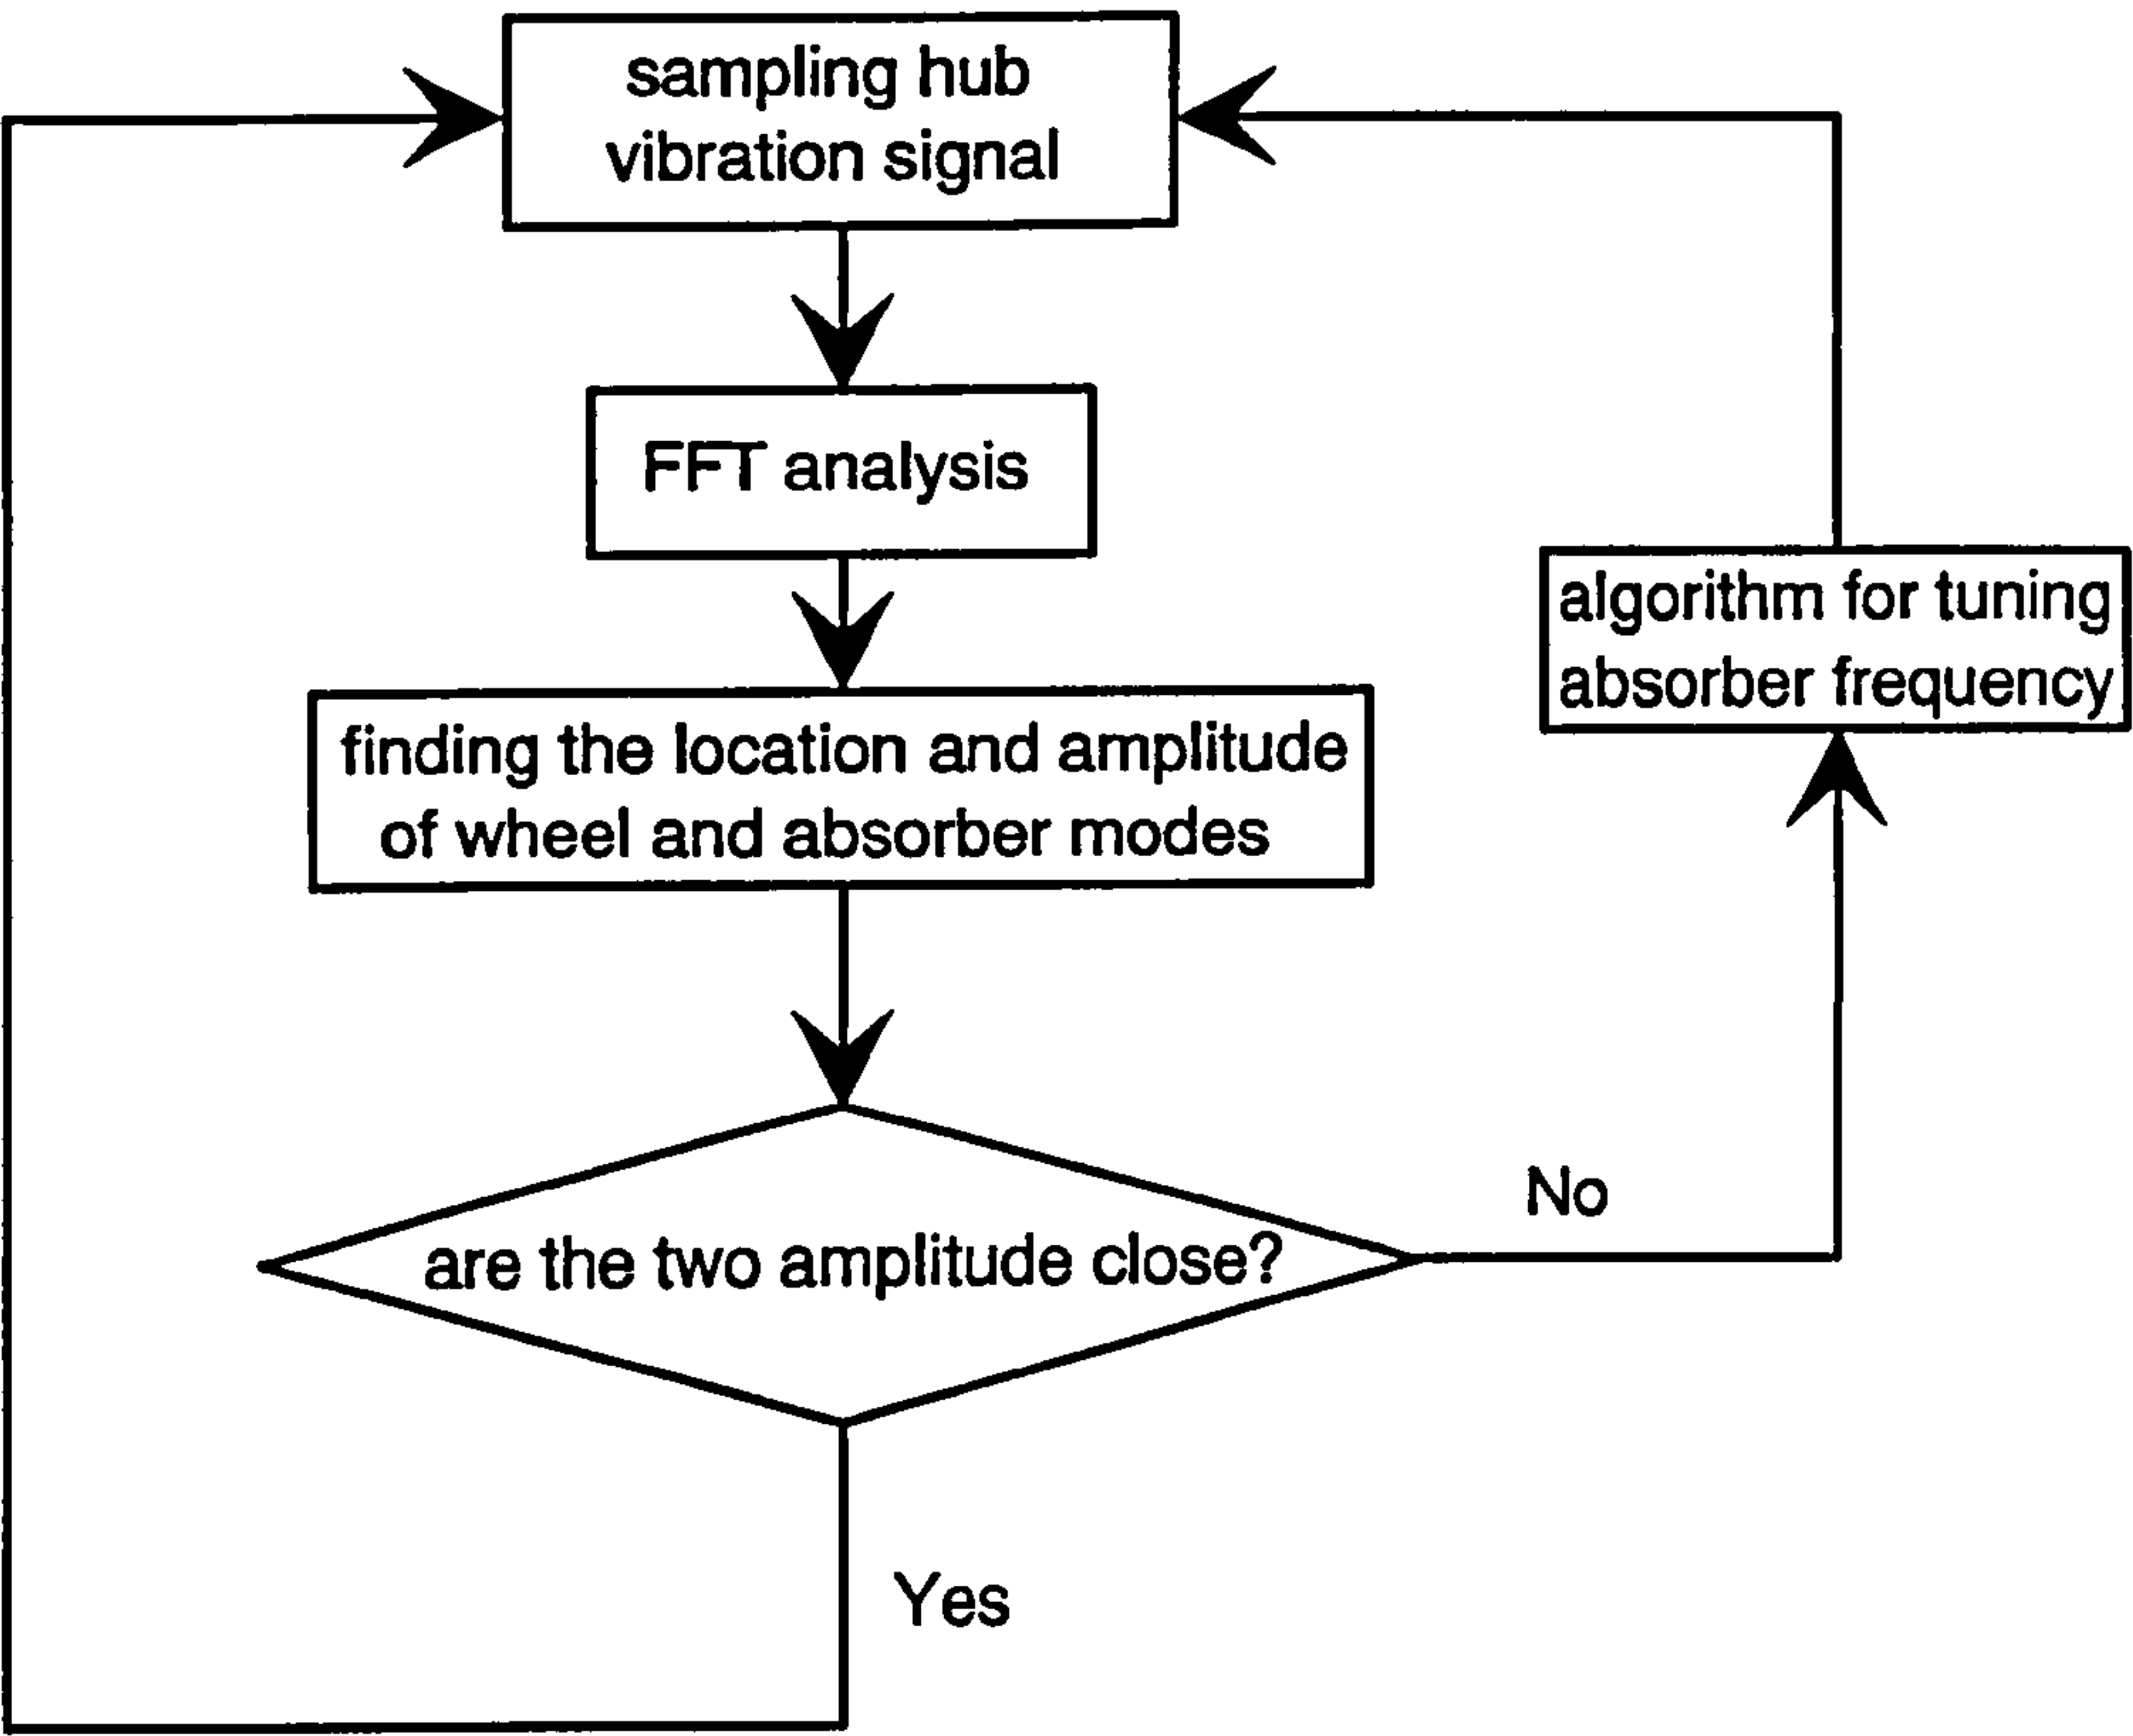 sampling hub
vibration signal
FFT analysis
algorithm for tuning
absorber frequency
finding the location and amplitude
of wheel and absorber modes
No
are the two amplitude close?
Yes